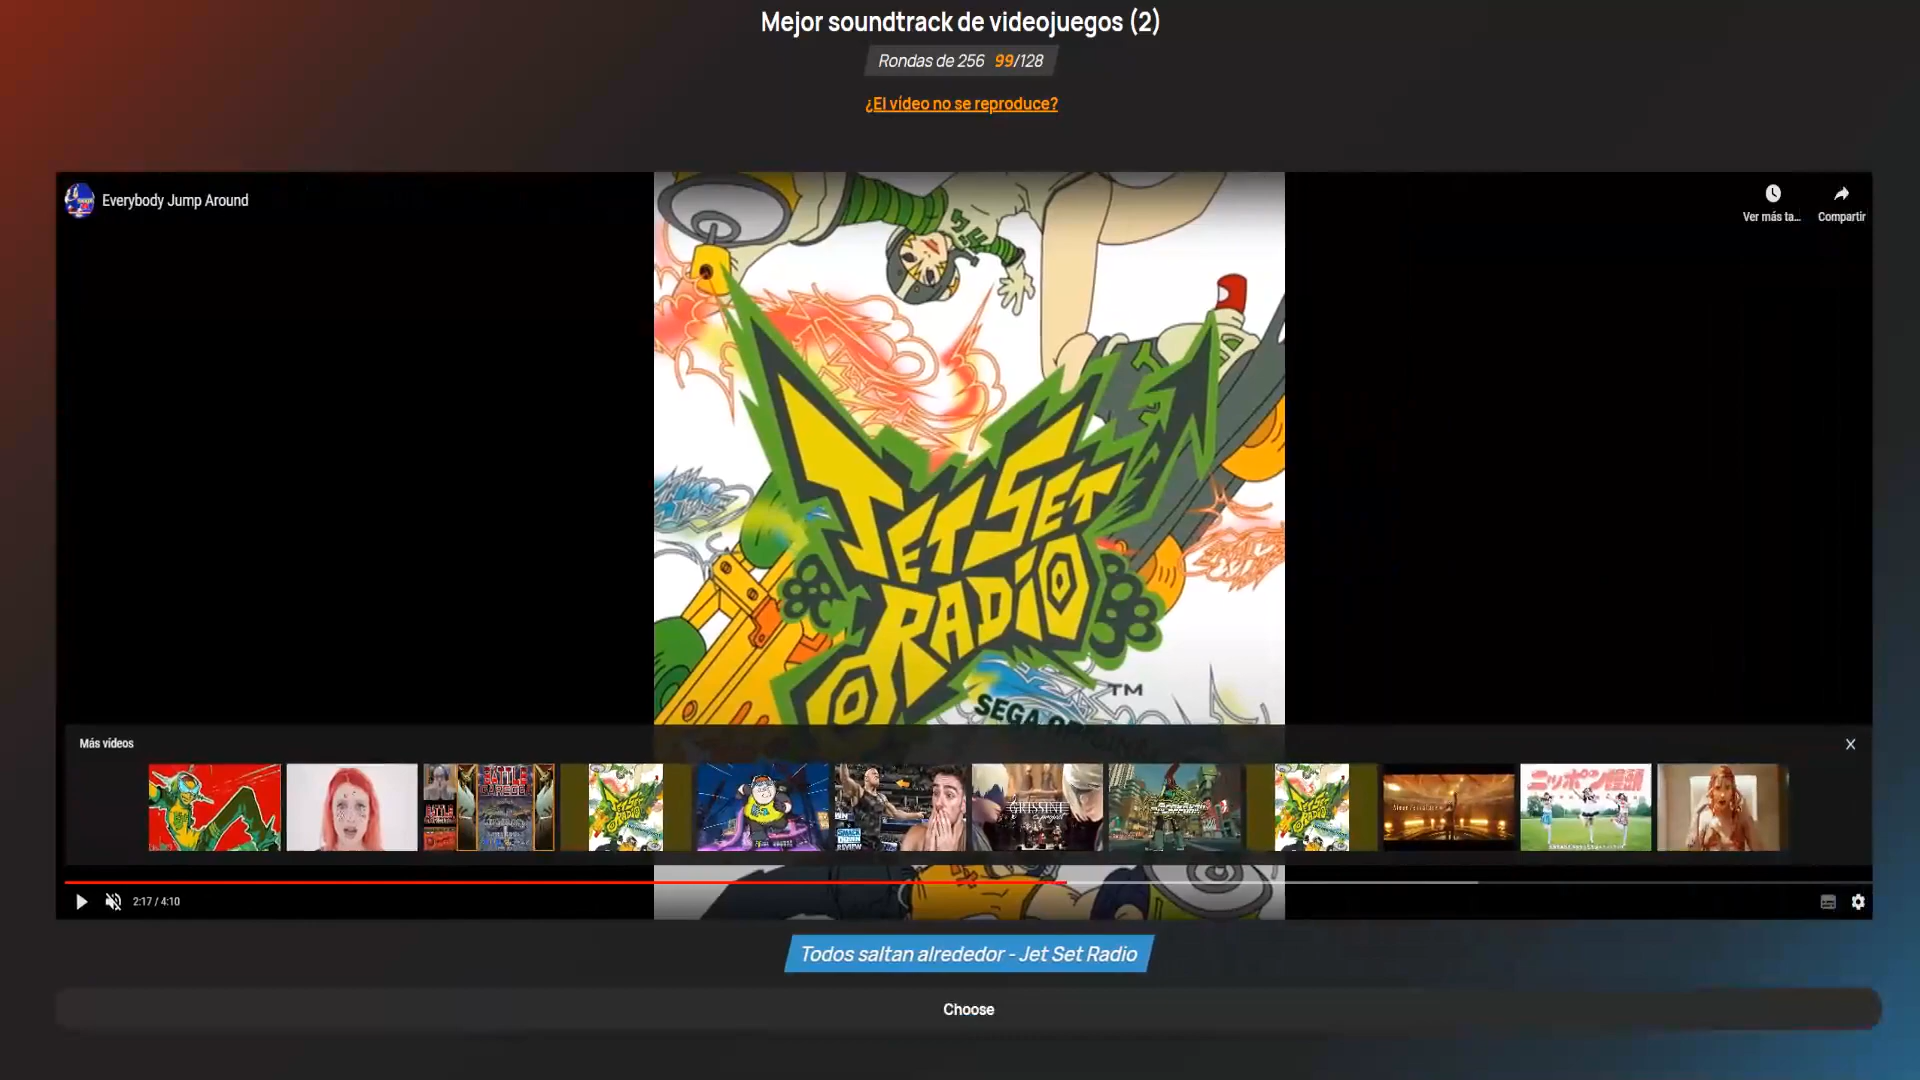 Mejor soundtrack de videojuegos (2)
Rondas de 256 99/128
¿El vídeo no se reproduce?
Everybody Jump Around
Ver más ta...
Compartir
JET SET
RADIO
TM
Más vídeos
2:17 / 4:10
Todos saltan alrededor - Jet Set Radio
Choose